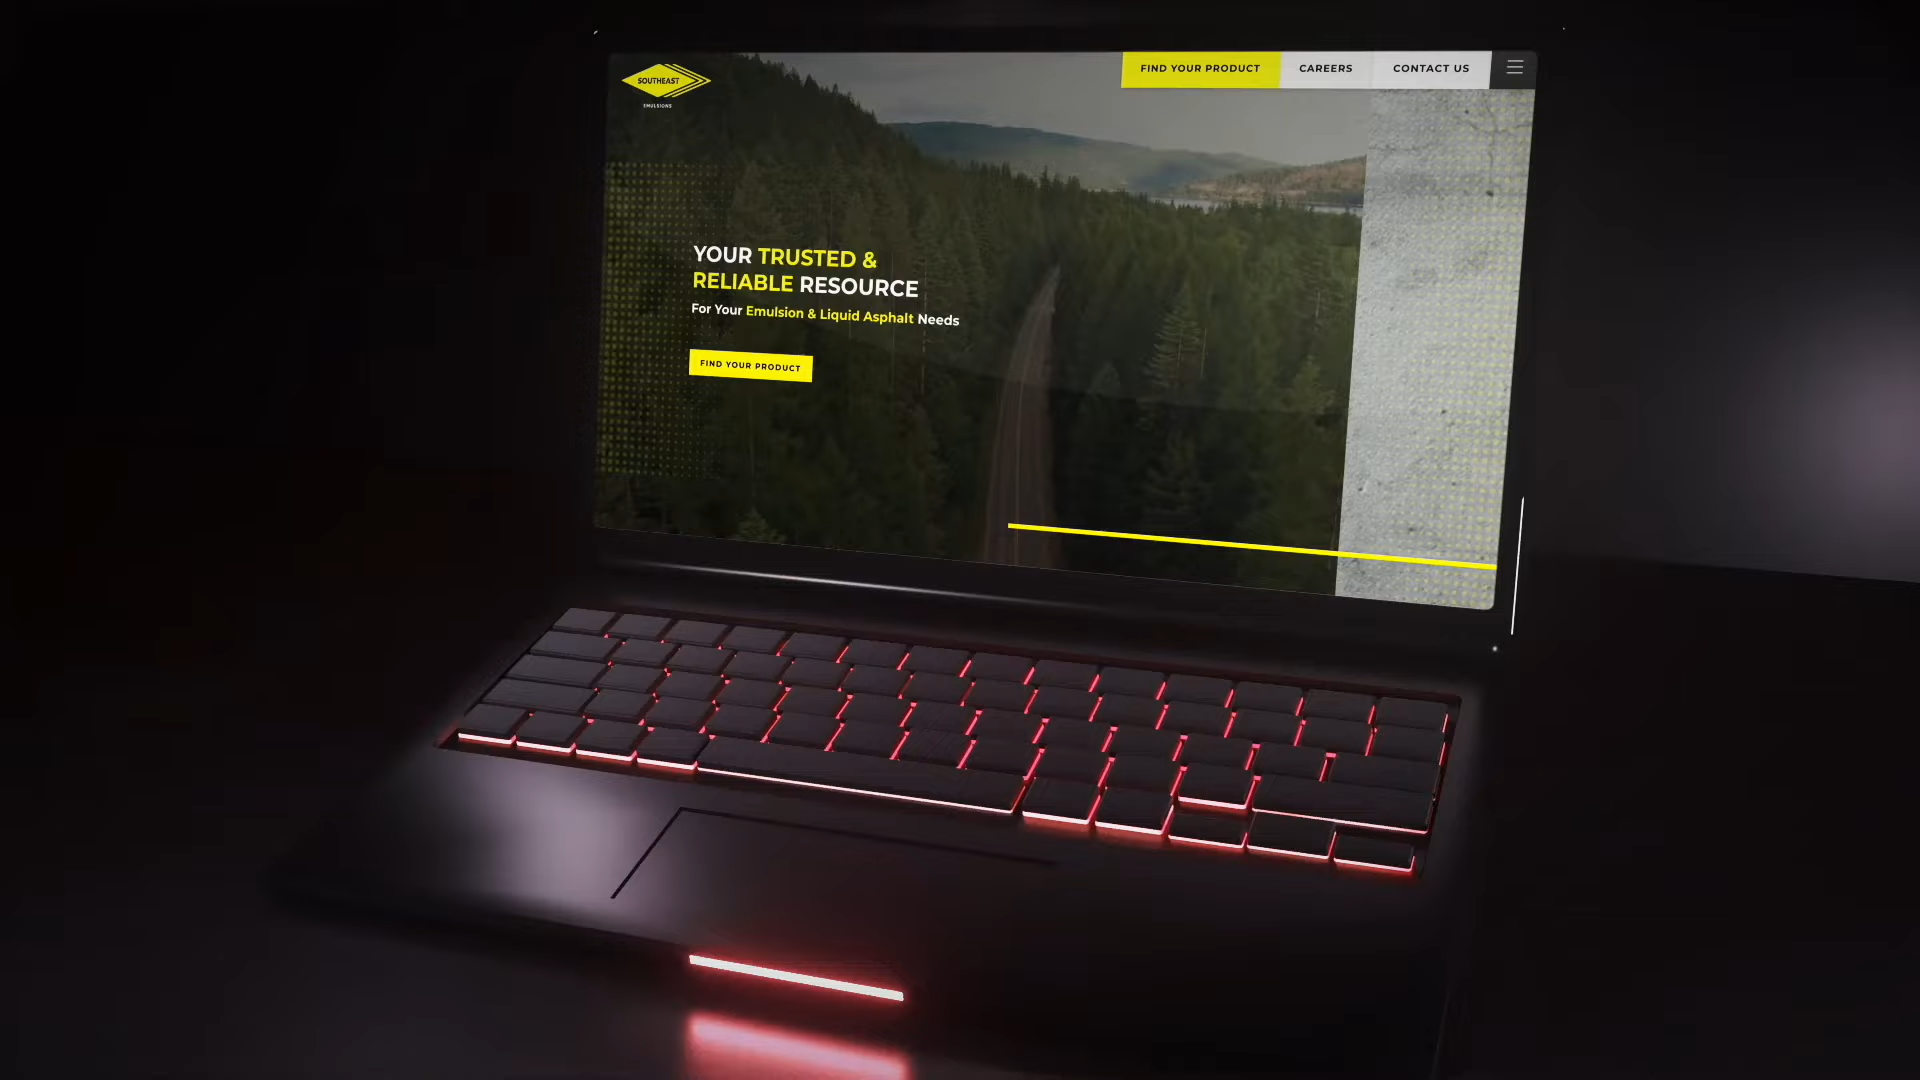 SOUTHEAST
EMULSIONS
FIND YOUR PRODUCT
CAREERS
CONTACT US
YOUR TRUSTED &
RELIABLE RESOURCE
For Your Emulsion & Liquid Asphalt Needs
FIND YOUR PRODUCT